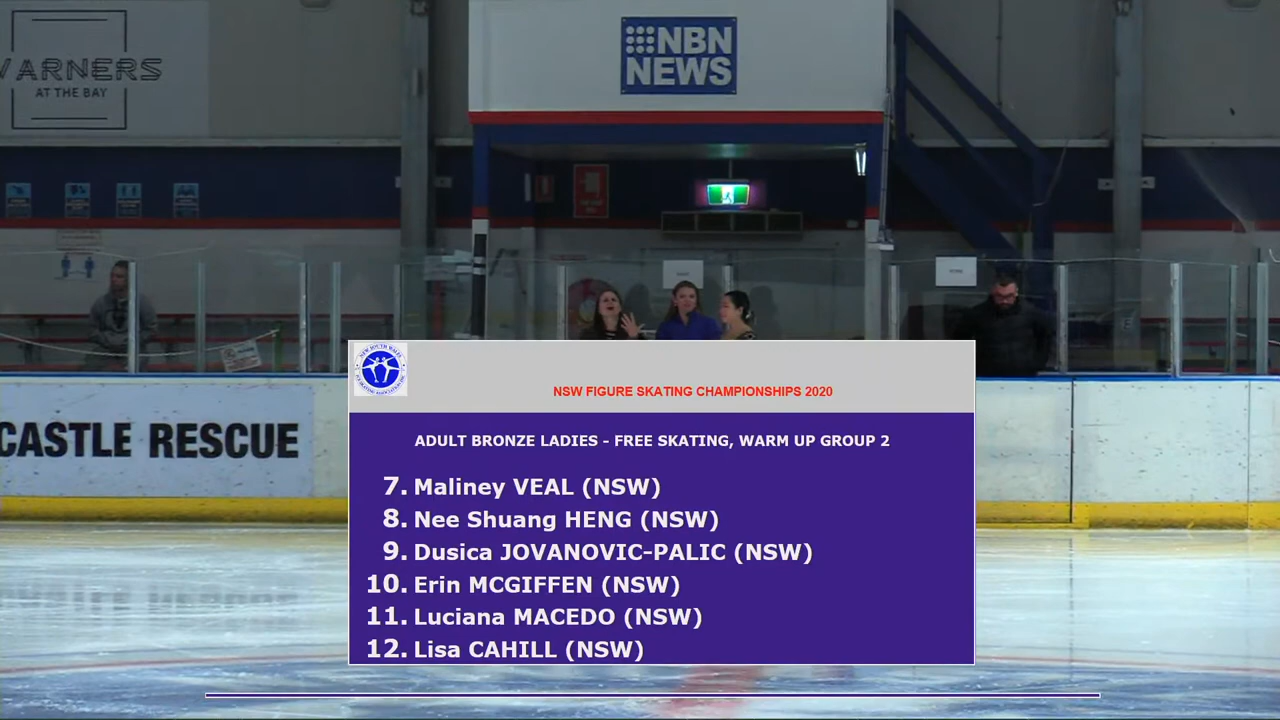 WARNERS
AT THE BAY
NBN
NEWS
CASTLE RESCUE
NSW FIGURE SKATING CHAMPIONSHIPS 2020
ADULT BRONZE LADIES - FREE SKATING, WARM UP GROUP 2
7. Maliney VEAL (NSW)
8. Nee Shuang HENG (NSW)
9. Dusica JOVANOVIC-PALIC (NSW)
10. Erin MCGIFFEN (NSW)
11. Luciana MACEDO (NSW)
12. Lisa CAHILL (NSW)